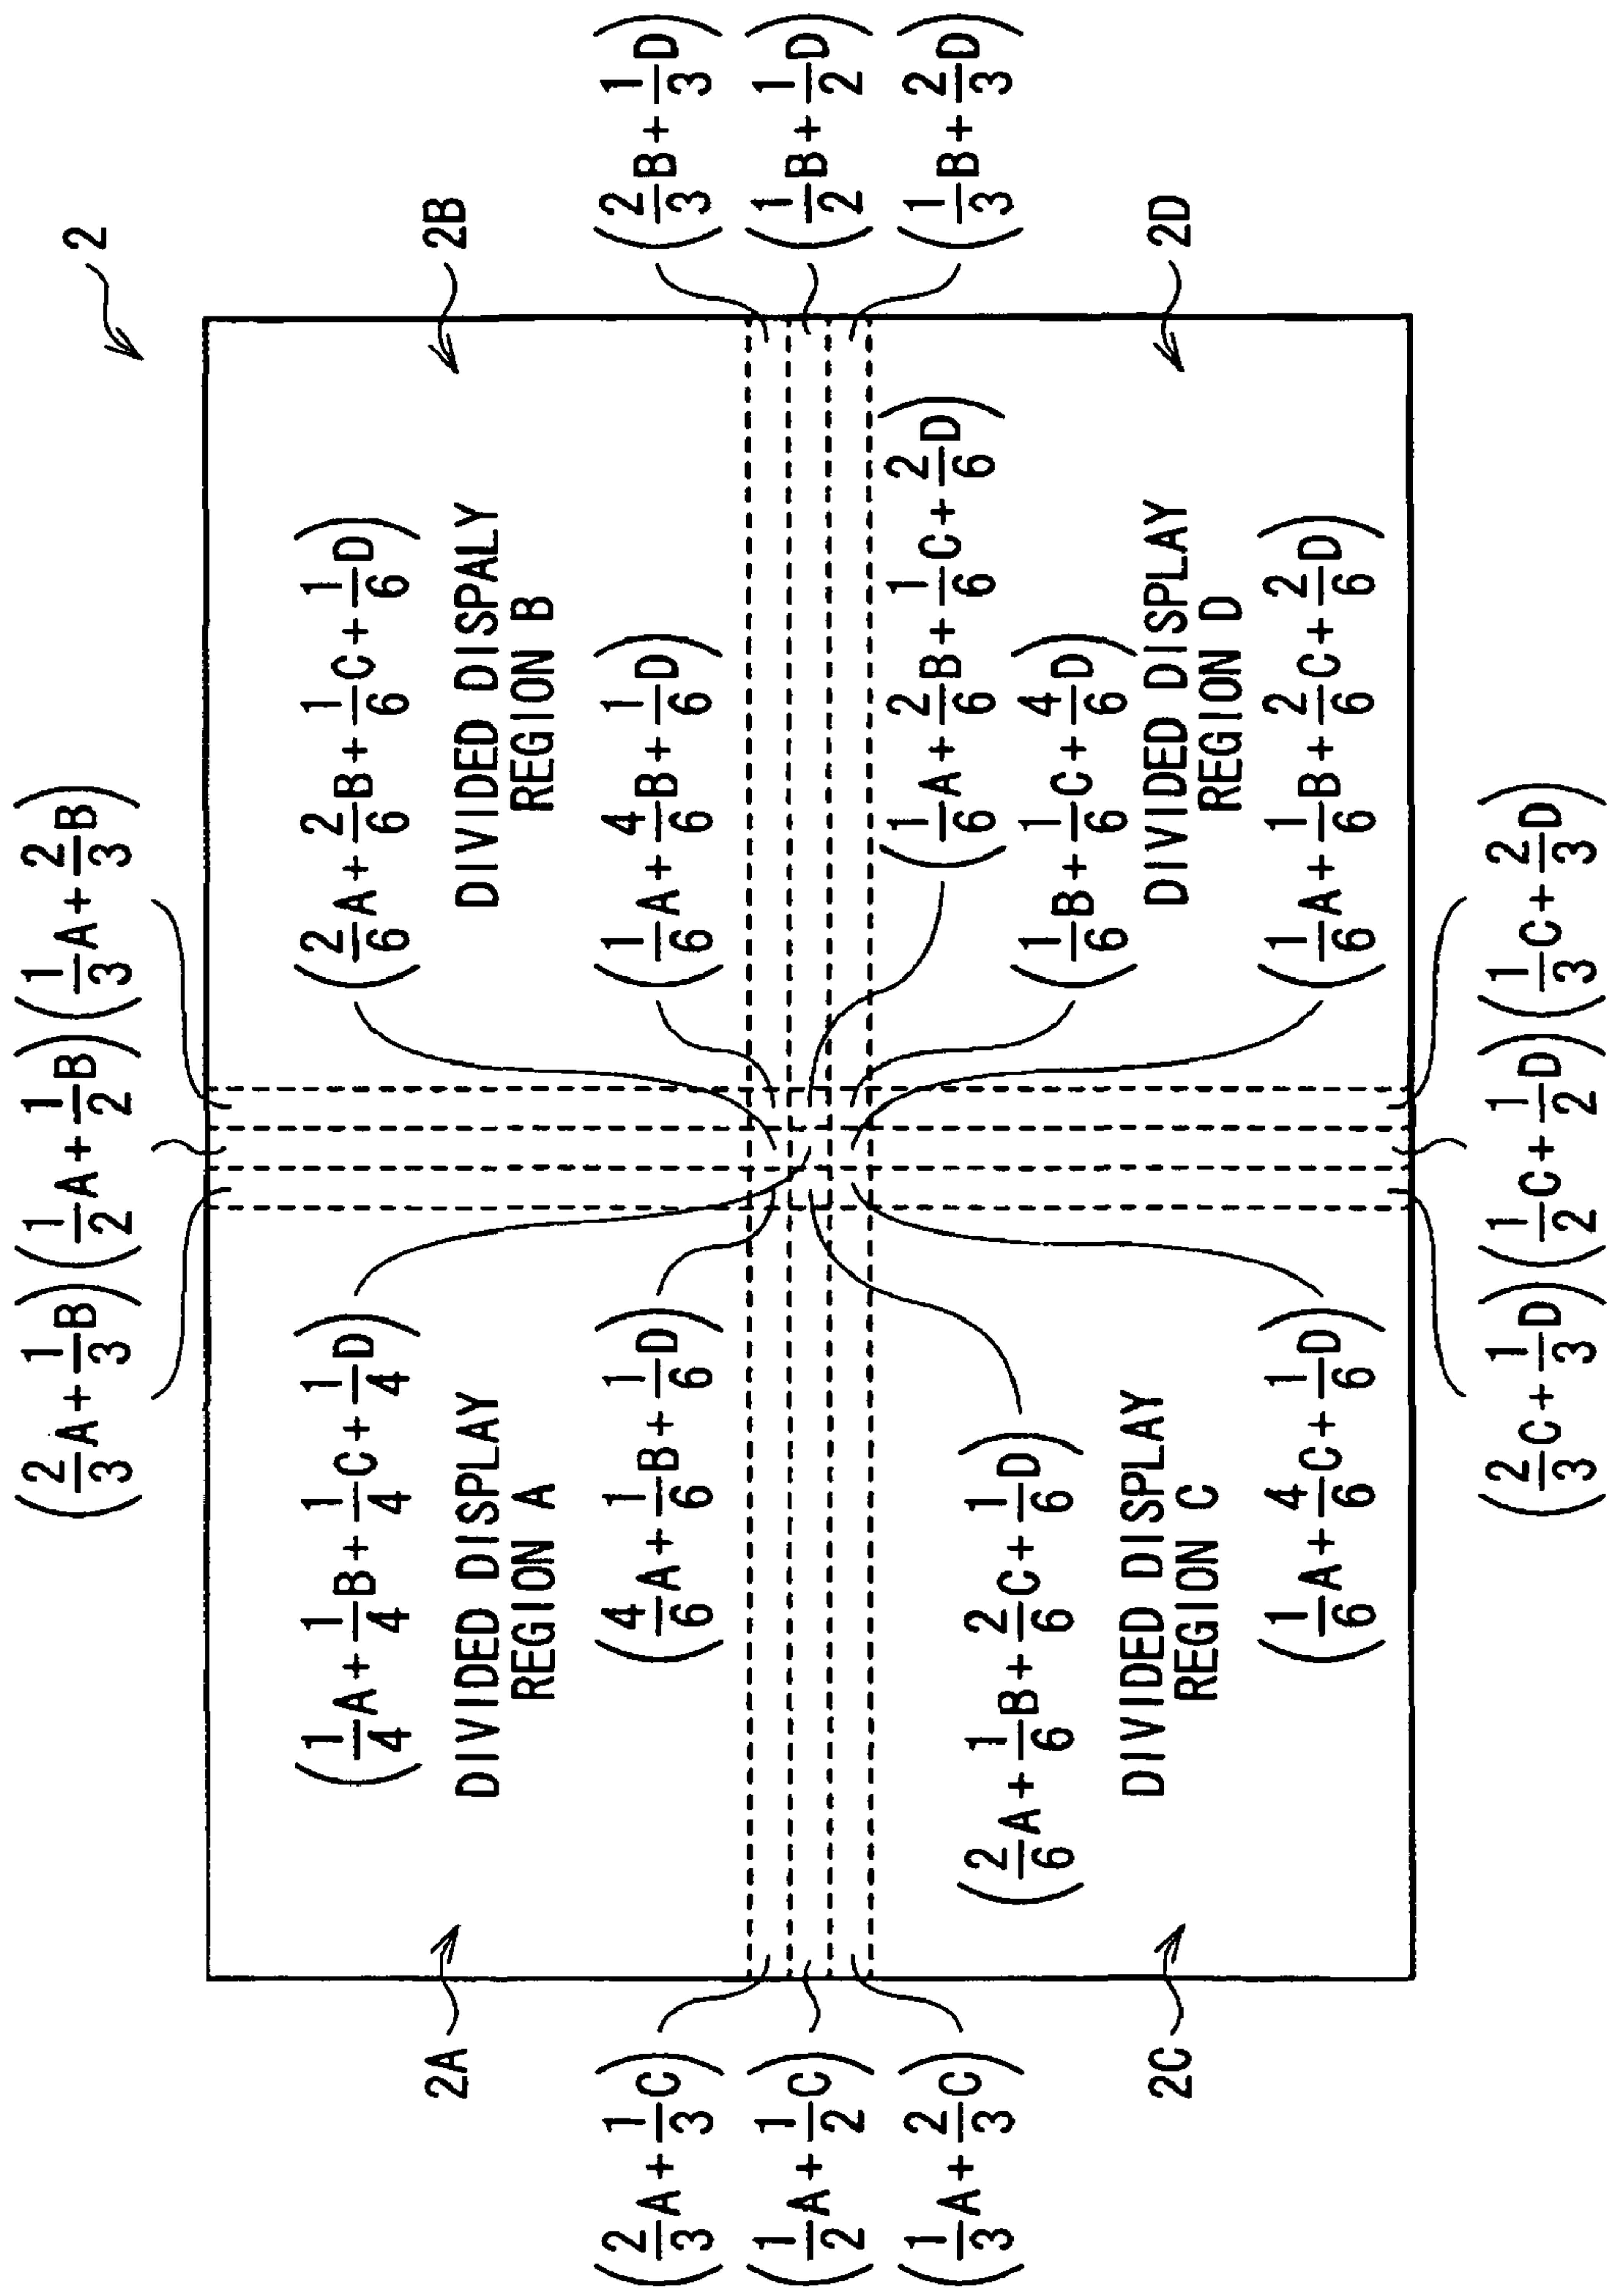 2
(2/3A+1/3B) (1/2A+1/2B) (1/3A+2/3B)
(1/4A+1/4B+1/4C+1/4D)
(2/6A+2/6B+1/6C+1/6D)
2A
DIVIDED DISPLAY
REGION A
DIVIDED DISPALY
REGION B
2B
(2/3A+1/3C)
(4/6A+1/6B+1/6D)
(1/6A+4/6B+1/6D)
(2/3B+1/3D)
(1/2A+1/2C)
(1/2B+1/2D)
(1/3A+2/3C)
(1/6A+2/6B+1/6C+2/6D)
(1/3B+2/3D)
(2/6A+1/6B+2/6C+1/6D)
(1/6B+1/6C+4/6D)
2C
DIVIDED DISPLAY
REGION C
DIVIDED DISPLAY
REGION D
2D
(1/6A+4/6C+1/6D)
(1/6A+1/6B+2/6C+2/6D)
(2/3C+1/3D) (1/2C+1/2D) (1/3C+2/3D)